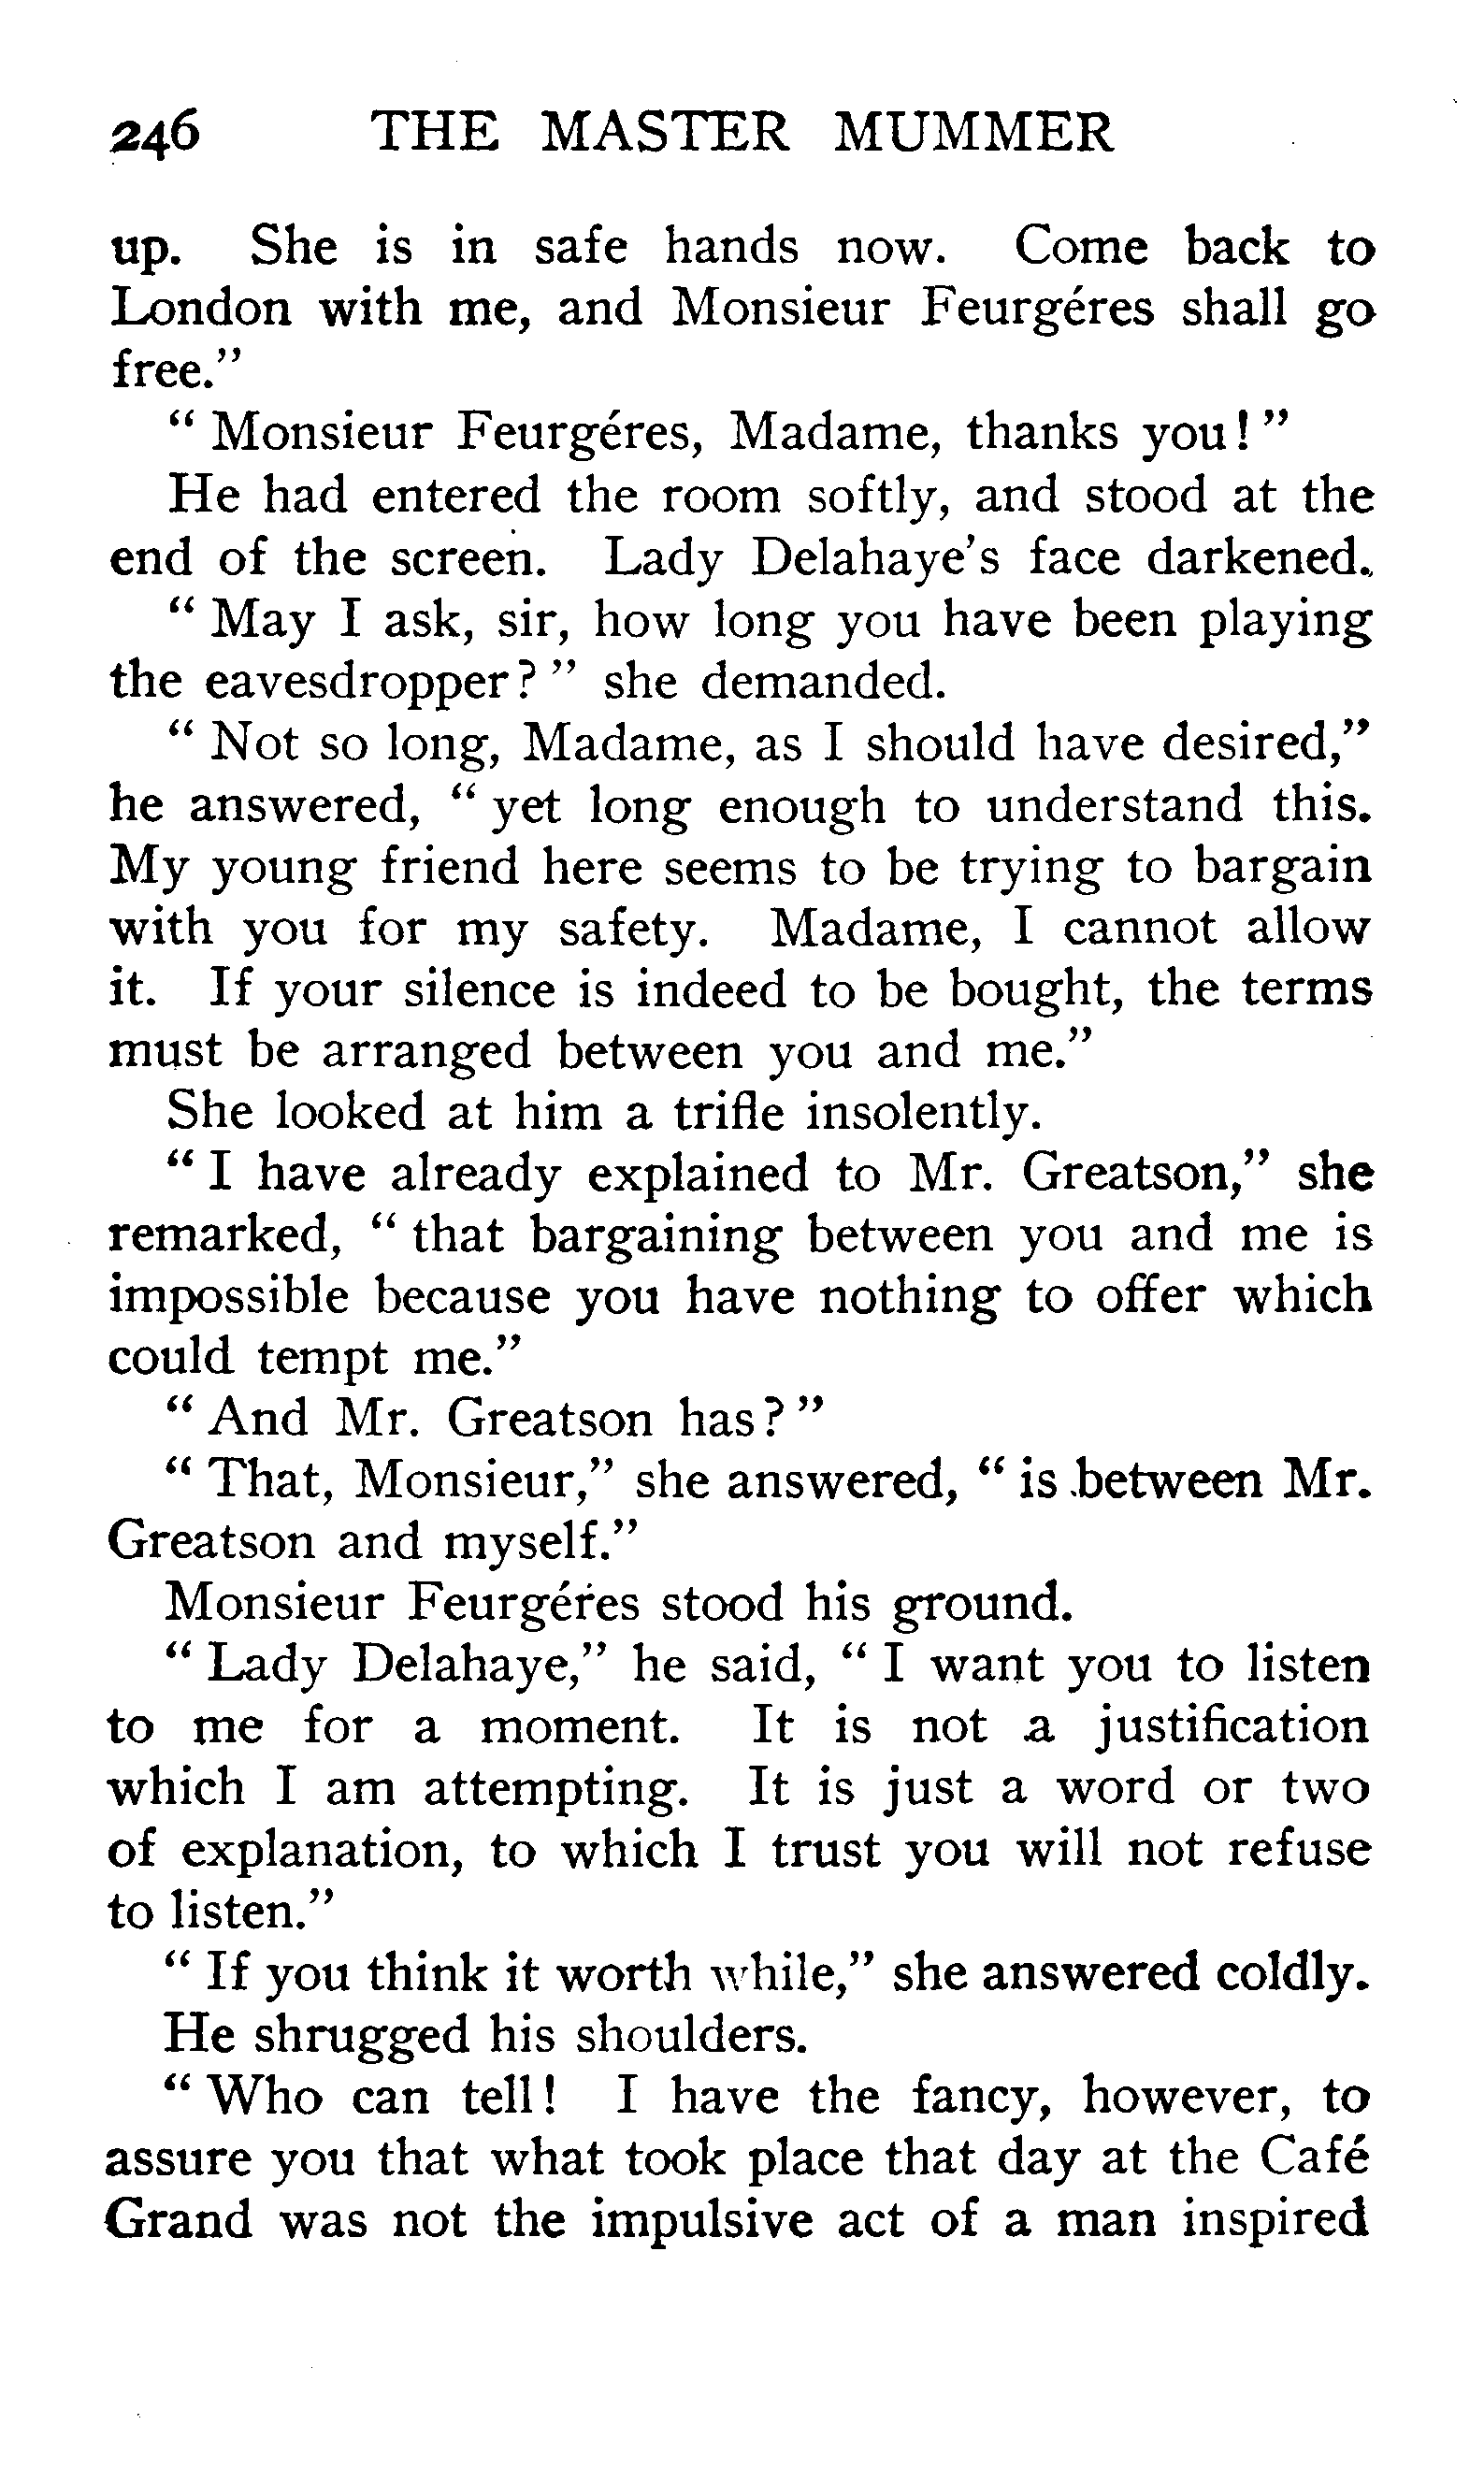 246 THE MASTER MUMMER
up. She is in safe hands now. Come back to
London with me, and Monsieur Feurgéres shall go
free."
" Monsieur Feurgéres, Madame, thanks you! "
He had entered the room softly, and stood at the
end of the screen. Lady Delahaye's face darkened.
" May I ask, sir, how long you have been playing
the eavesdropper? " she demanded.
" Not so long, Madame, as I should have desired,"
he answered, " yet long enough to understand this.
My young friend here seems to be trying to bargain
with you for my safety. Madame, I cannot allow
it. If your silence is indeed to be bought, the terms
must be arranged between you and me."
She looked at him a trifle insolently.
" I have already explained to Mr. Greatson," she
remarked, " that bargaining between you and me is
impossible because you have nothing to offer which
could tempt me."
" And Mr. Greatson has? "
" That, Monsieur," she answered, " is between Mr.
Greatson and myself."
Monsieur Feurgéres stood his ground.
" Lady Delahaye," he said, " I want you to listen
to me for a moment. It is not a justification
which I am attempting. It is just a word or two
of explanation, to which I trust you will not refuse
to listen."
" If you think it worth while," she answered coldly.
He shrugged his shoulders.
" Who can tell! I have the fancy, however, to
assure you that what took place that day at the Café
Grand was not the impulsive act of a man inspired